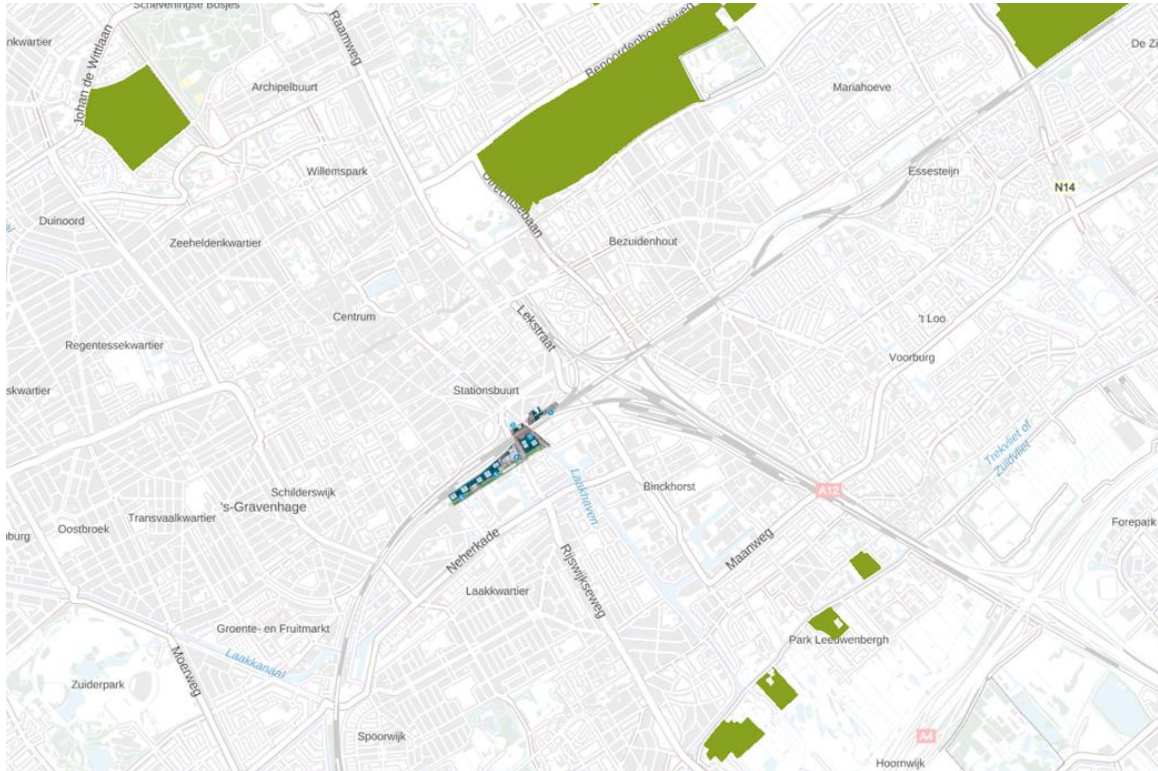 Scheveningse Bosjes
nkwartier
Johan de Wittlaan
Raamweg
Benoordenhoutseweg
De Zi
Archipelbuurt
Mariahoeve
Willemspark
Essesteijn
N14
Utrechtsebaan
Duinoord
Zeeheldenkwartier
Bezuidenhout
Centrum
Lekstraat
't Loo
Regentessekwartier
Voorburg
skwartier
Stationsbuurt
Trekvliet of
Zuidvliet
Schilderswijk
's-Gravenhage
Binckhorst
A12
Laakhaven
Transvaalkwartier
Oostbroek
Forepark
burg
Neherkade
Maanweg
Rijswijkseweg
Laakkwartier
Groente- en Fruitmarkt
Park Leeuwenbergh
Laakkanaal
Moerweg
Zuiderpark
Spoorwijk
A4
Hoornwijk